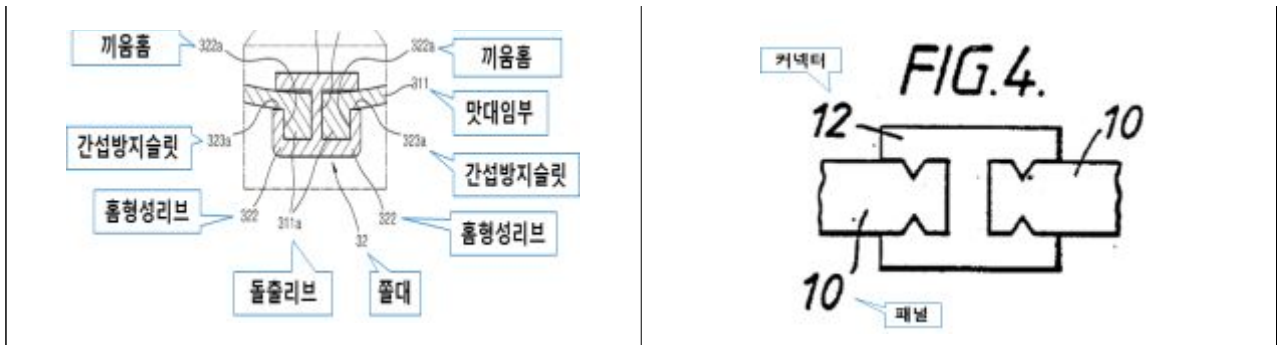 끼움홈
322a
322a
끼움홈
311
맞대임부
323a
323a
간섭방지슬릿
간섭방지슬릿
홈형성리브
322
311a
322
홈형성리브
32
돌출리브
쫄대
커넥터
FIG.4.
12
10
10
패널